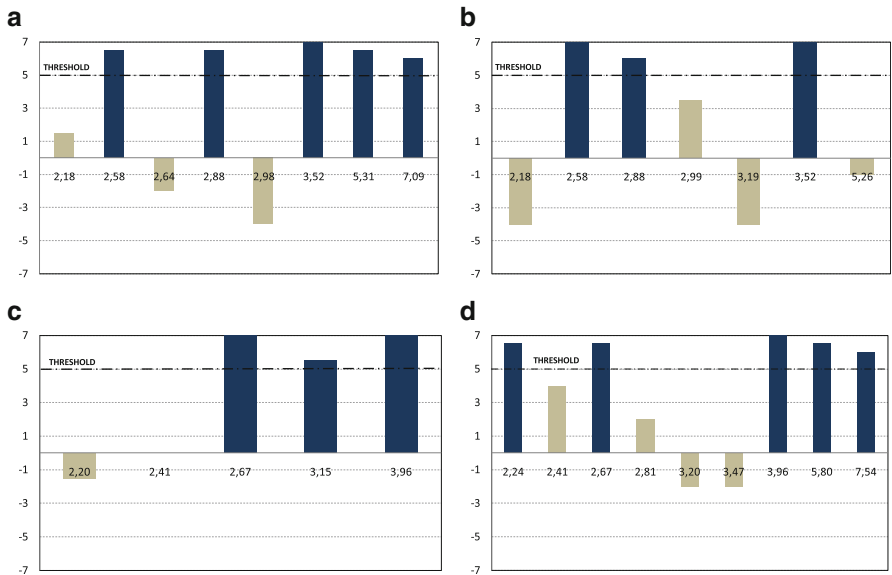 a
7
THRESHOLD
5
3
1
2,18 2,58 2,64 2,88 2,98 3,52 5,31 7,09
-1
-3
-5
-7
b
7
THRESHOLD
5
3
1
2,18 2,58 2,88 2,99 3,19 3,52 5,26
-1
-3
-5
-7
c
7
THRESHOLD
5
3
1
2,20 2,41 2,67 3,15 3,96
-1
-3
-5
-7
d
7
THRESHOLD
5
3
1
2,24 2,41 2,67 2,81 3,20 3,47 3,96 5,80 7,54
-1
-3
-5
-7